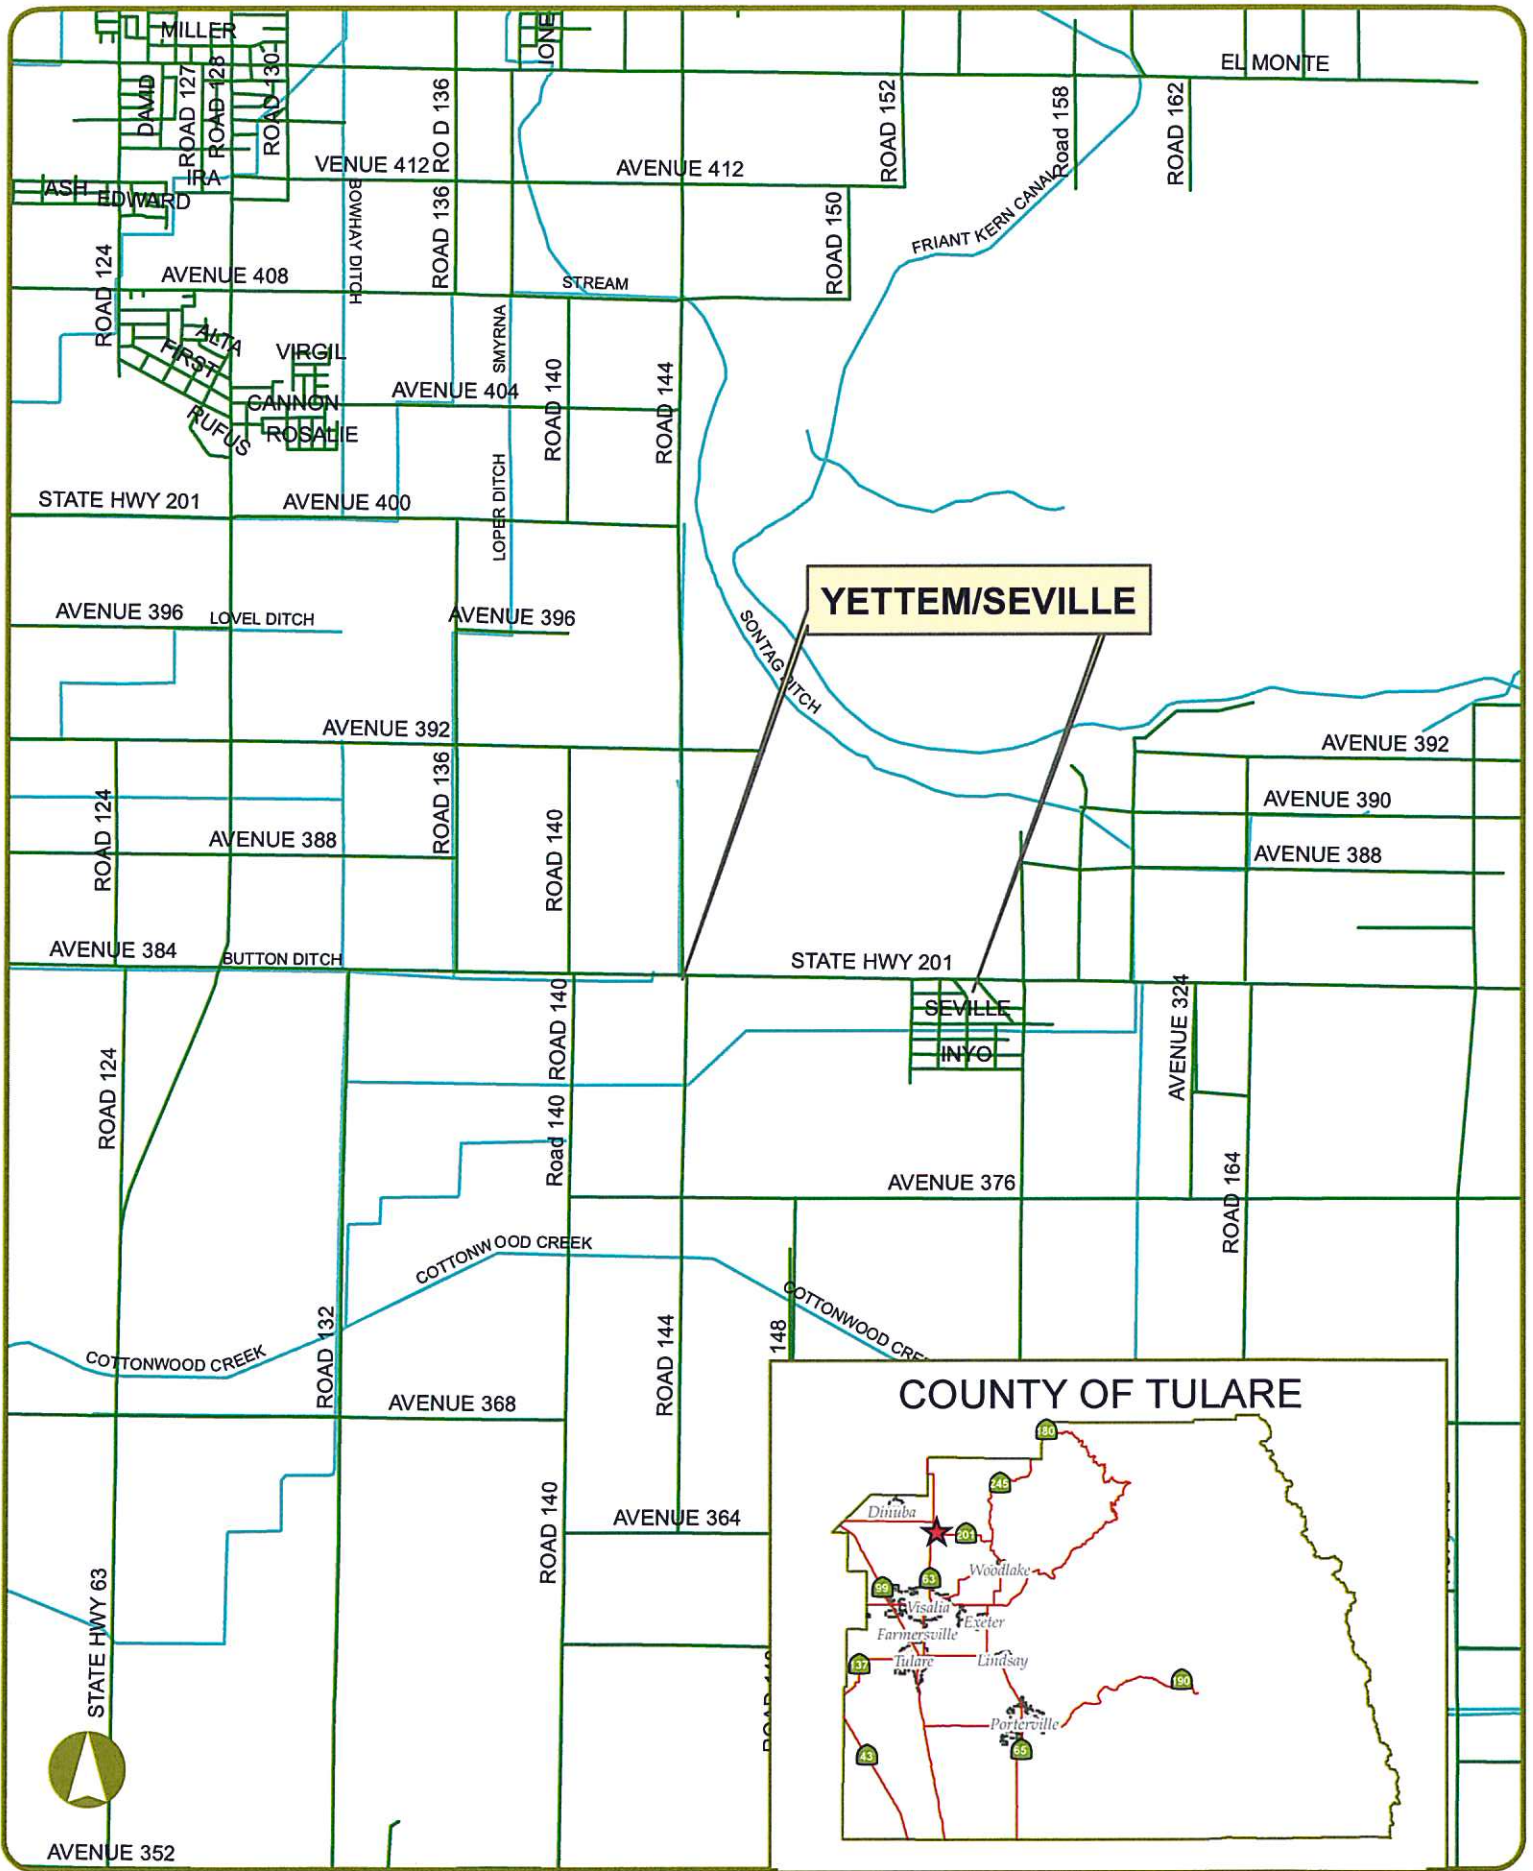 MILLER
JONE
EL MONTE
DAVID
ROAD 127
ROAD 128
ROAD 130
RO D 136
ROAD 152
Road 158
ROAD 162
VENUE 412
AVENUE 412
IRA
ASH
EDWARD
BOWHAY DITCH
ROAD 136
ROAD 150
FRIANT KERN CANAL
ROAD 124
AVENUE 408
STREAM
ALTA
FIRST
VIRGIL
SMYRNA
AVENUE 404
CANNON
RUFUS
ROSALIE
ROAD 140
ROAD 144
STATE HWY 201
AVENUE 400
LOPER DITCH
YETTEM/SEVILLE
AVENUE 396
LOVEL DITCH
AVENUE 396
SONTAG DITCH
AVENUE 392
AVENUE 392
ROAD 124
ROAD 136
ROAD 140
AVENUE 390
AVENUE 388
AVENUE 388
AVENUE 384
BUTTON DITCH
STATE HWY 201
SEVILLE
INYO
ROAD 140
AVENUE 324
ROAD 124
Road 140
AVENUE 376
ROAD 164
COTTONW OOD CREEK
COTTONWOOD CREE
COTTONWOOD CREEK
ROAD 132
ROAD 144
148
AVENUE 368
COUNTY OF TULARE
180
245
Dinuba
201
Woodlake
63
99
Visalia
Exeter
Farmersville
137
Tulare
Lindsay
190
Porterville
65
43
ROAD 140
AVENUE 364
STATE HWY 63
AVENUE 352